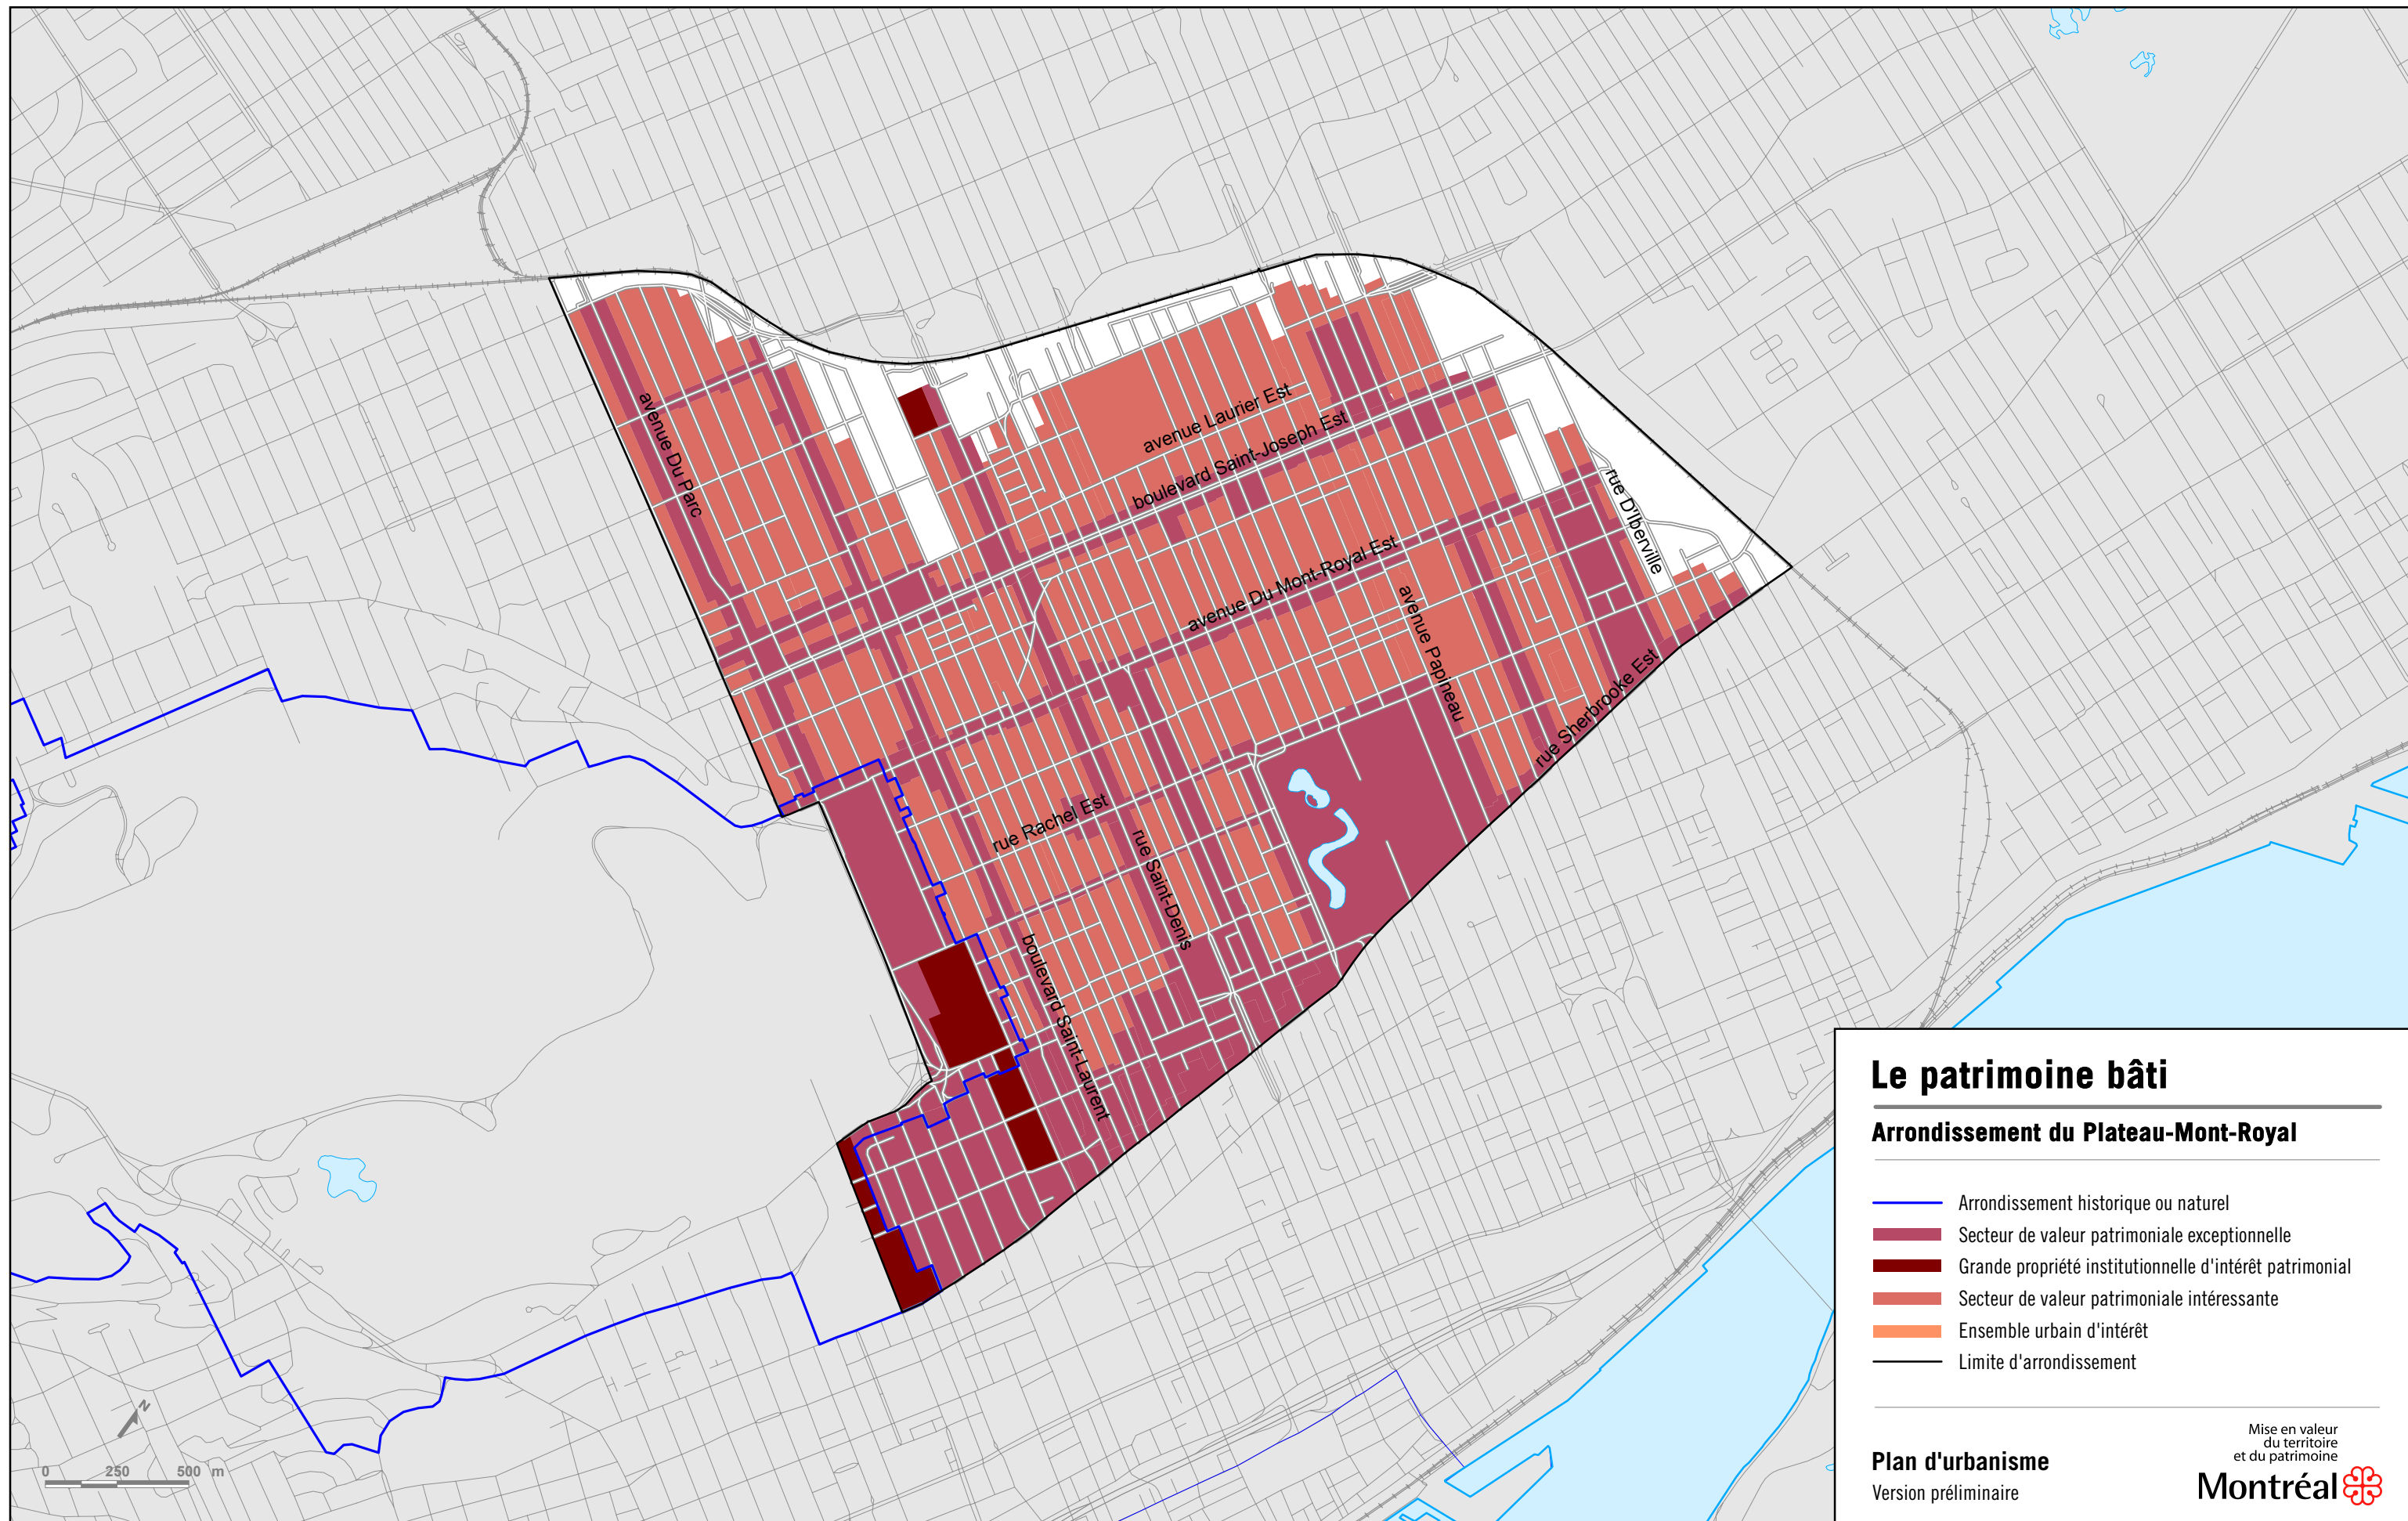 avenue Du Parc
avenue Laurier Est
boulevard Saint-Joseph Est
avenue Du Mont-Royal Est
rue D'Iberville
avenue Papineau
rue Sherbrooke Est
rue Rachel Est
rue Saint-Denis
boulevard Saint-Laurent
N
0 250 500 m
Le patrimoine bâti
Arrondissement du Plateau-Mont-Royal
Arrondissement historique ou naturel
Secteur de valeur patrimoniale exceptionnelle
Grande propriété institutionnelle d'intérêt patrimonial
Secteur de valeur patrimoniale intéressante
Ensemble urbain d'intérêt
Limite d'arrondissement
Plan d'urbanisme
Version préliminaire
Mise en valeur
du territoire
et du patrimoine
Montréal